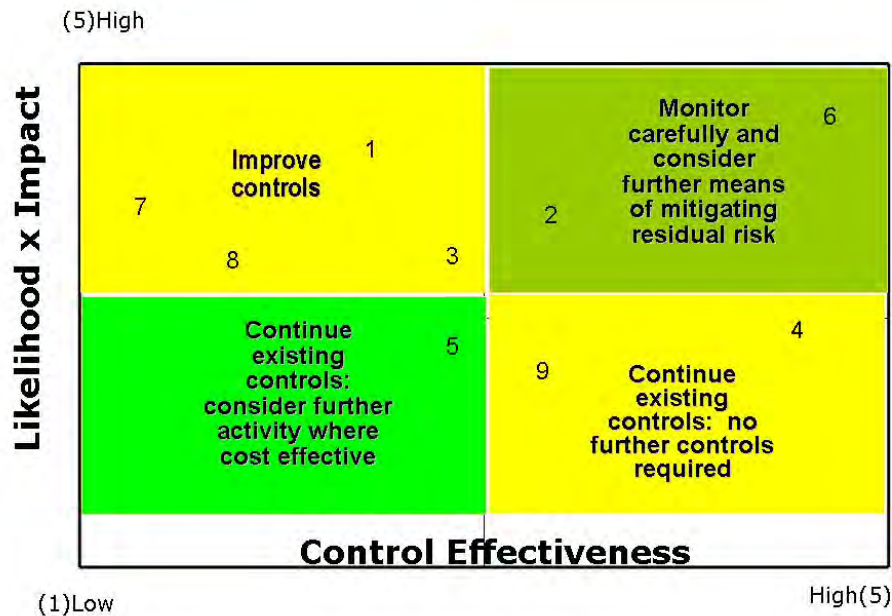 (5)High
Likelihood x Impact
Improve
controls
1
7
8
3
Monitor
carefully and
consider
further means
of mitigating
residual risk
6
2
Continue
existing
controls:
consider further
activity where
cost effective
5
4
9
Continue
existing
controls: no
further controls
required
Control Effectiveness
(1)Low
High(5)